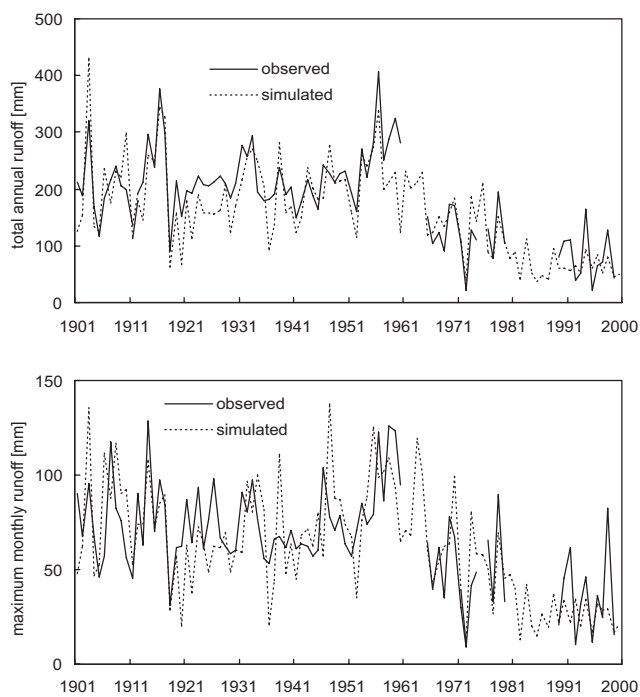 500
400
300
200
100
0
total annual runoff [mm]
observed
simulated
1901 1911 1921 1931 1941 1951 1961 1971 1981 1991 2000
150
100
50
0
maximum monthly runoff [mm]
observed
simulated
1901 1911 1921 1931 1941 1951 1961 1971 1981 1991 2000